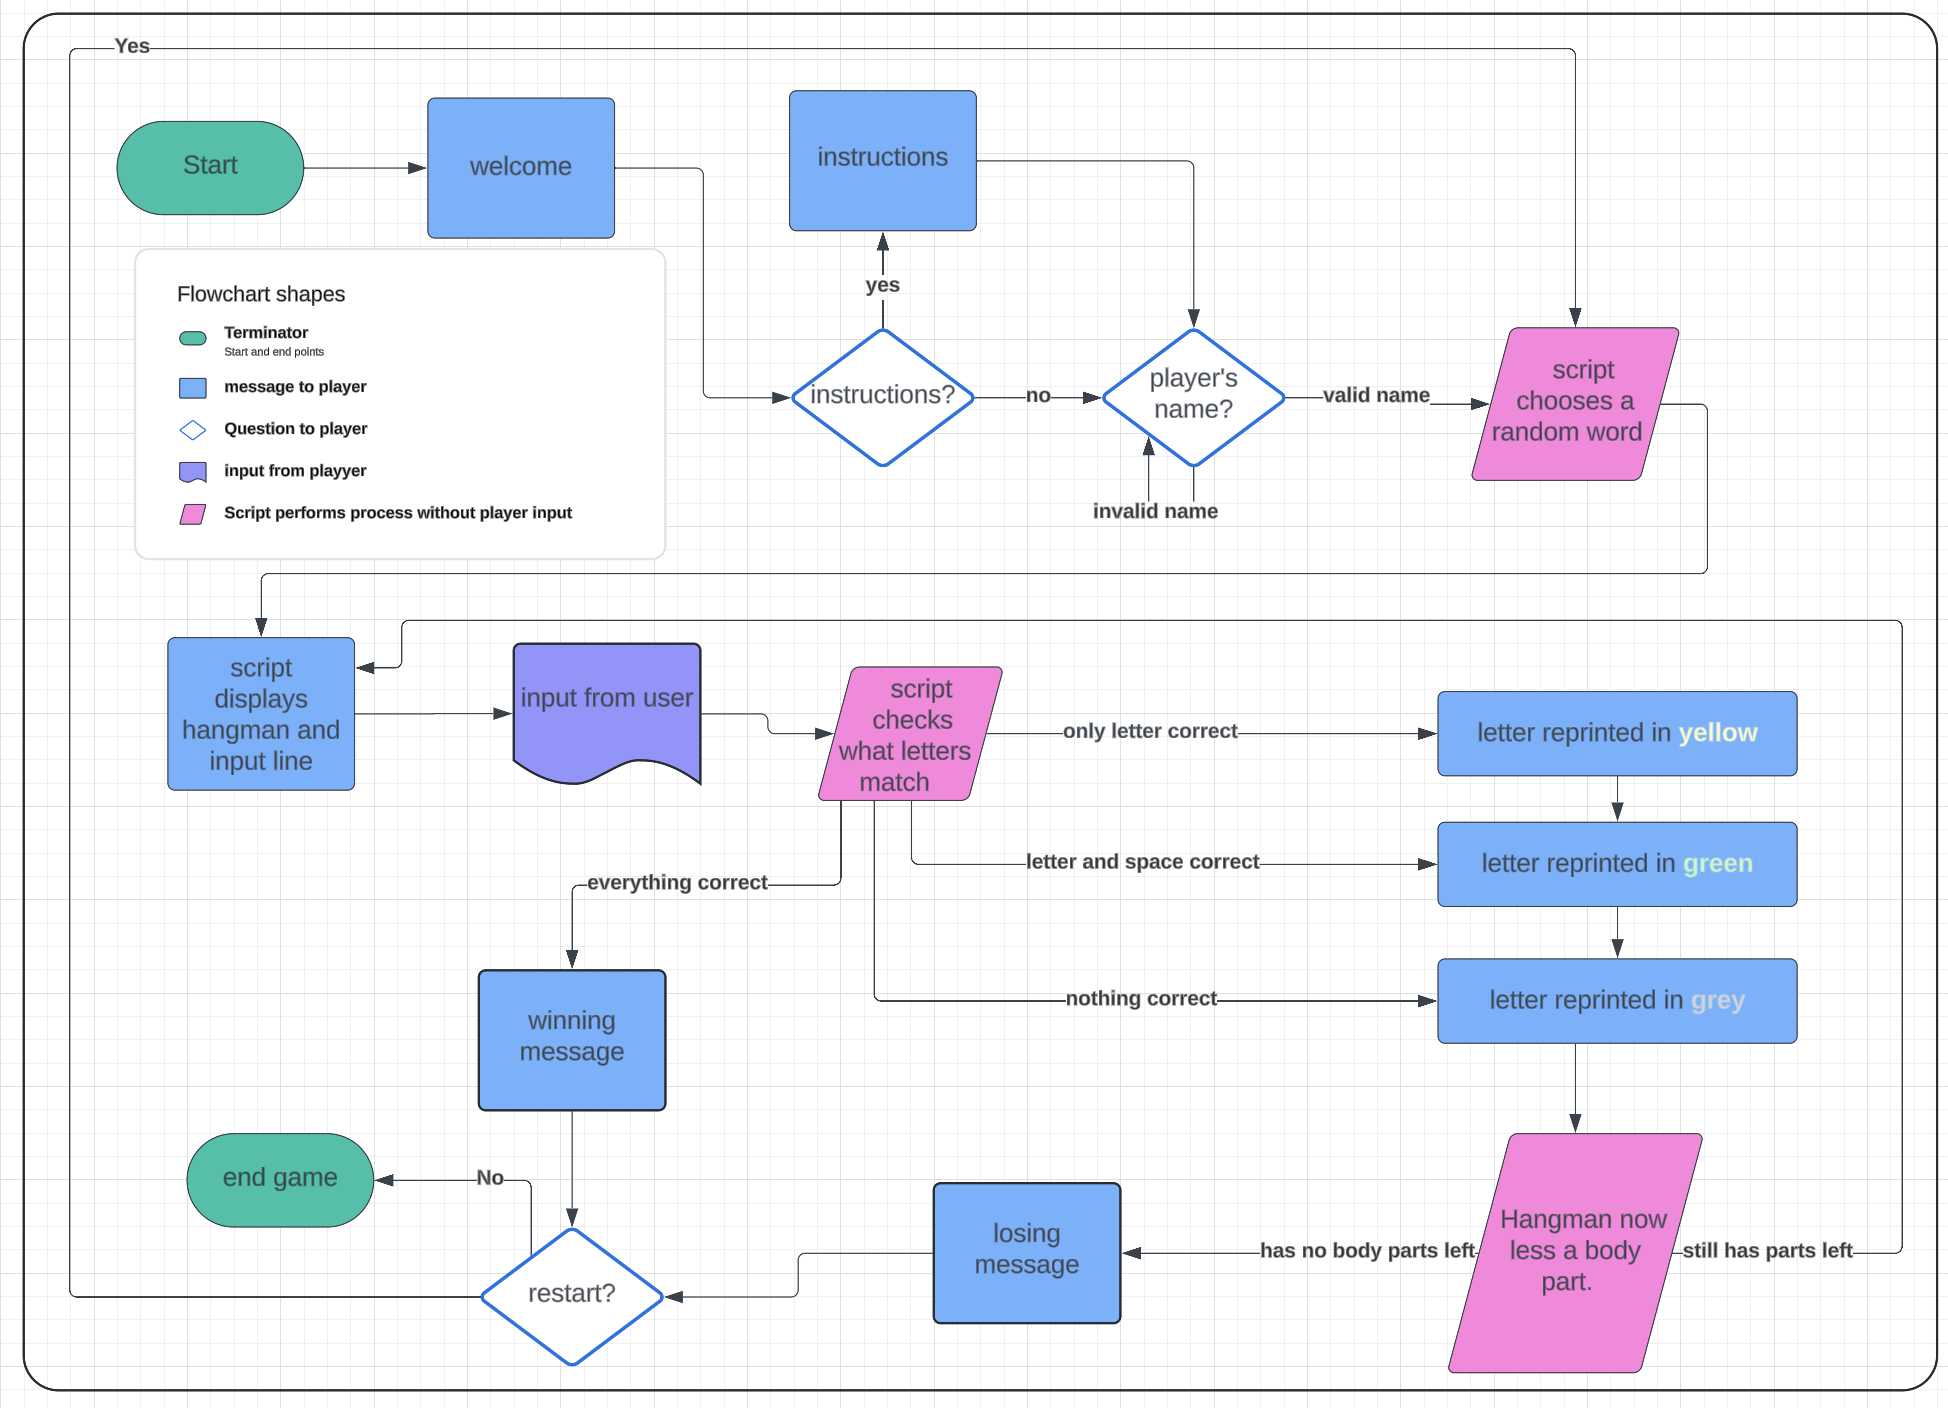 Yes
Start
welcome
instructions
yes
Flowchart shapes
Terminator
Start and end points
message to player
Question to player
input from playyer
Script performs process without player input
instructions?
no
player's
name?
valid name
invalid name
script
chooses a
random word
script
displays
hangman and
input line
input from user
script
checks
what letters
match
only letter correct
letter reprinted in yellow
letter and space correct
letter reprinted in green
everything correct
nothing correct
letter reprinted in grey
winning
message
end game
No
restart?
losing
message
has no body parts left
Hangman now
less a body
part.
still has parts left